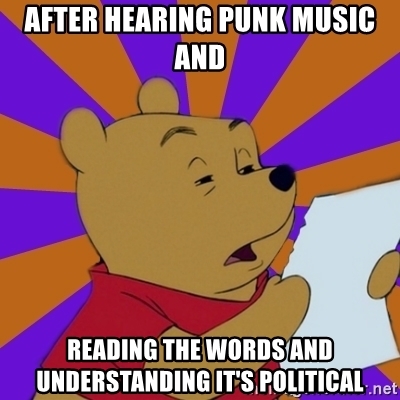 AFTER HEARING PUNK MUSIC
AND
READING THE WORDS AND
UNDERSTANDING IT'S POLITICAL